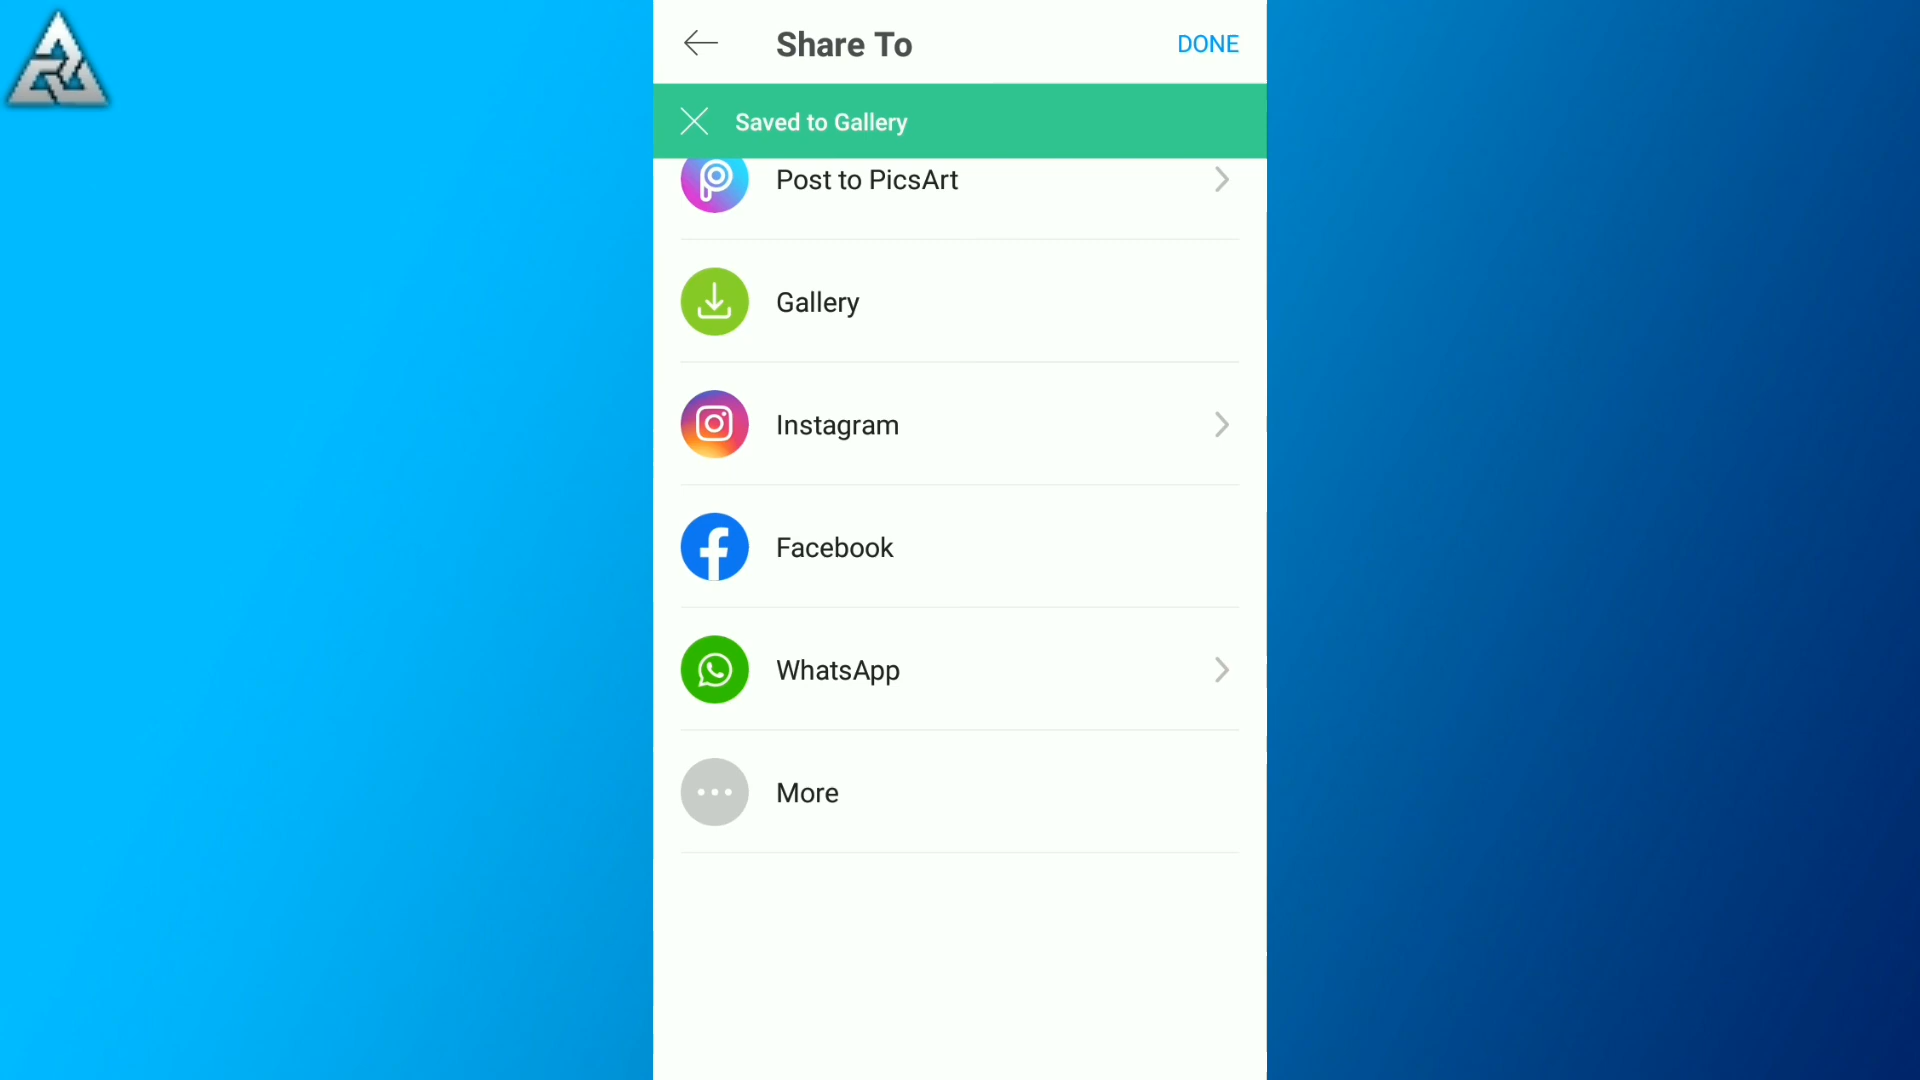 Share To
DONE
Saved to Gallery
Post to PicsArt
Gallery
Instagram
Facebook
WhatsApp
More